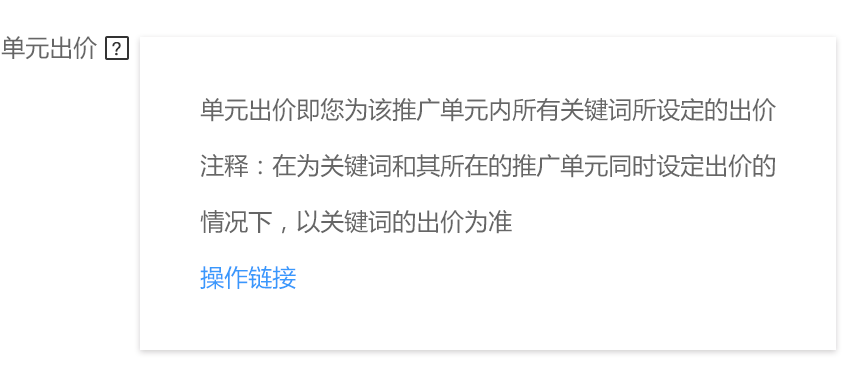 单元出价 ?
单元出价即您为该推广单元内所有关键词所设定的出价
注释：在为关键词和其所在的推广单元同时设定出价的
情况下，以关键词的出价为准
操作链接